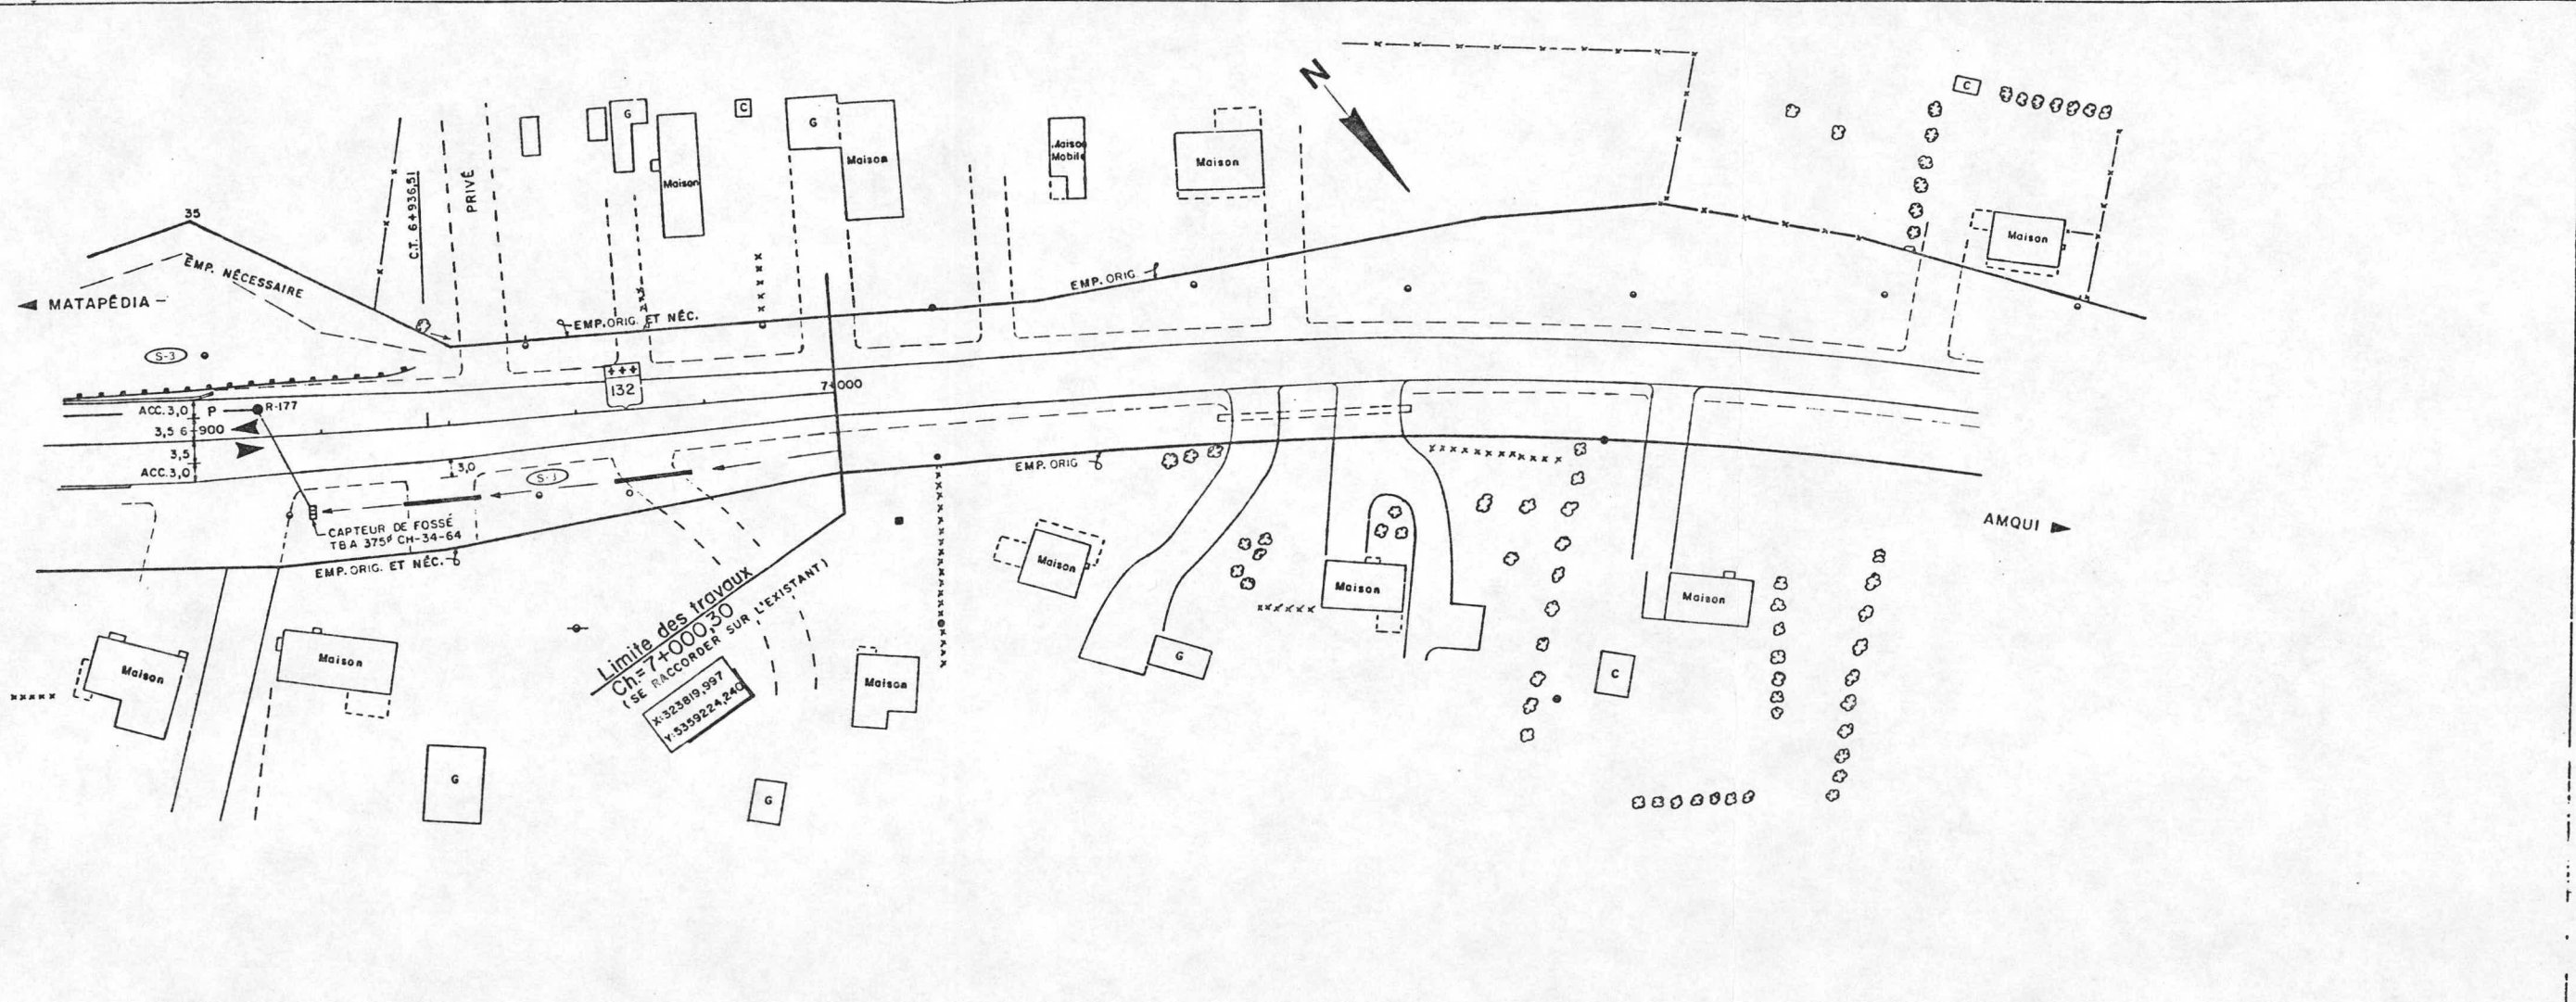 N
C
G
C
G
Maison
Maison
Maison
Mobile
Maison
Maison
PRIVÉ
C.T. 6+936,51
35
EMP. NÉCESSAIRE
MATAPÉDIA
EMP. ORIG. ET NÉC.
EMP. ORIG
S-3
132
7+000
ACC. 3,0
P
R-177
3,5
6+900
3,5
ACC. 3,0
3,0
S-3
EMP. ORIG
CAPTEUR DE FOSSÉ
TBA 375ᵠ CH-34-64
EMP. ORIG. ET NÉC.
AMQUI
Limite des travaux
Ch.= 7+000,30
(SE RACCORDER SUR L'EXISTANT)
X:323819,997
Y:5359224,240
Maison
Maison
Maison
Maison
Maison
Maison
G
C
G
G